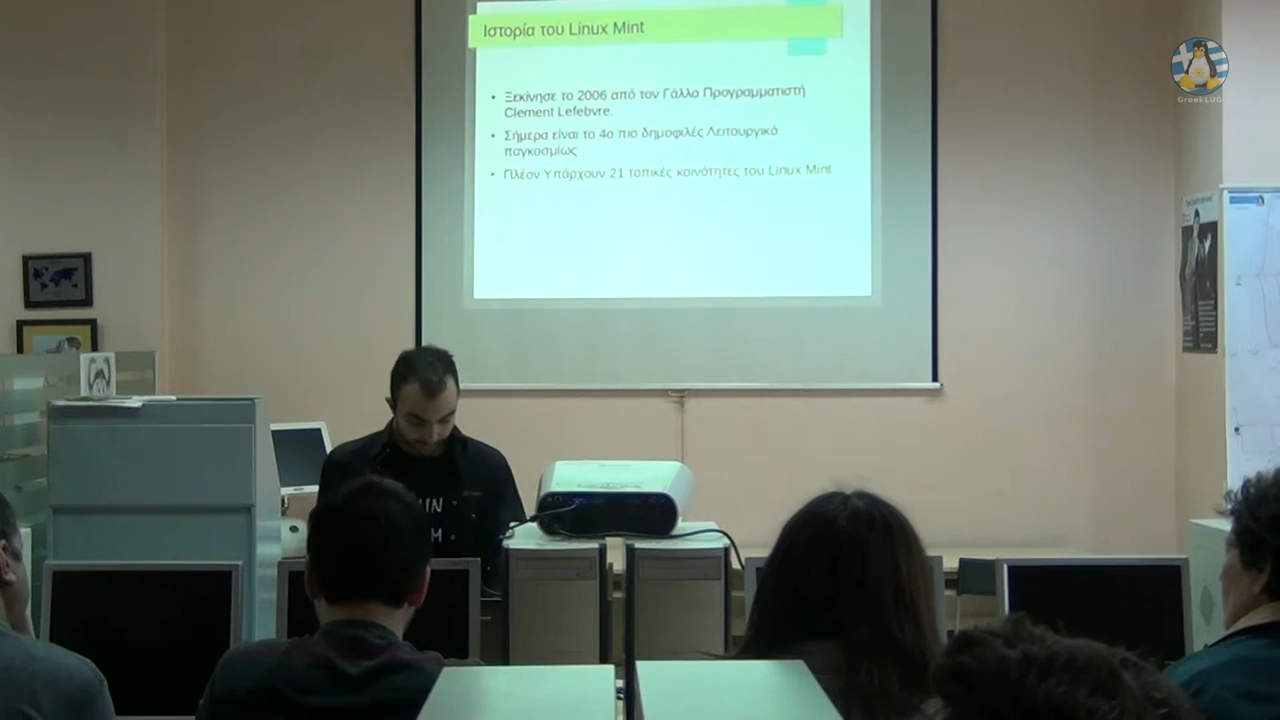 Ιστορία του Linux Mint
• Ξεκίνησε το 2006 από τον Γάλλο Προγραμματιστή
Clement Lefebvre.
• Σήμερα είναι το 4ο πιο δημοφιλές Λειτουργικό
παγκοσμίως
• Πλέον Υπάρχουν 21 τοπικές κοινότητες του Linux Mint
GreekLUG